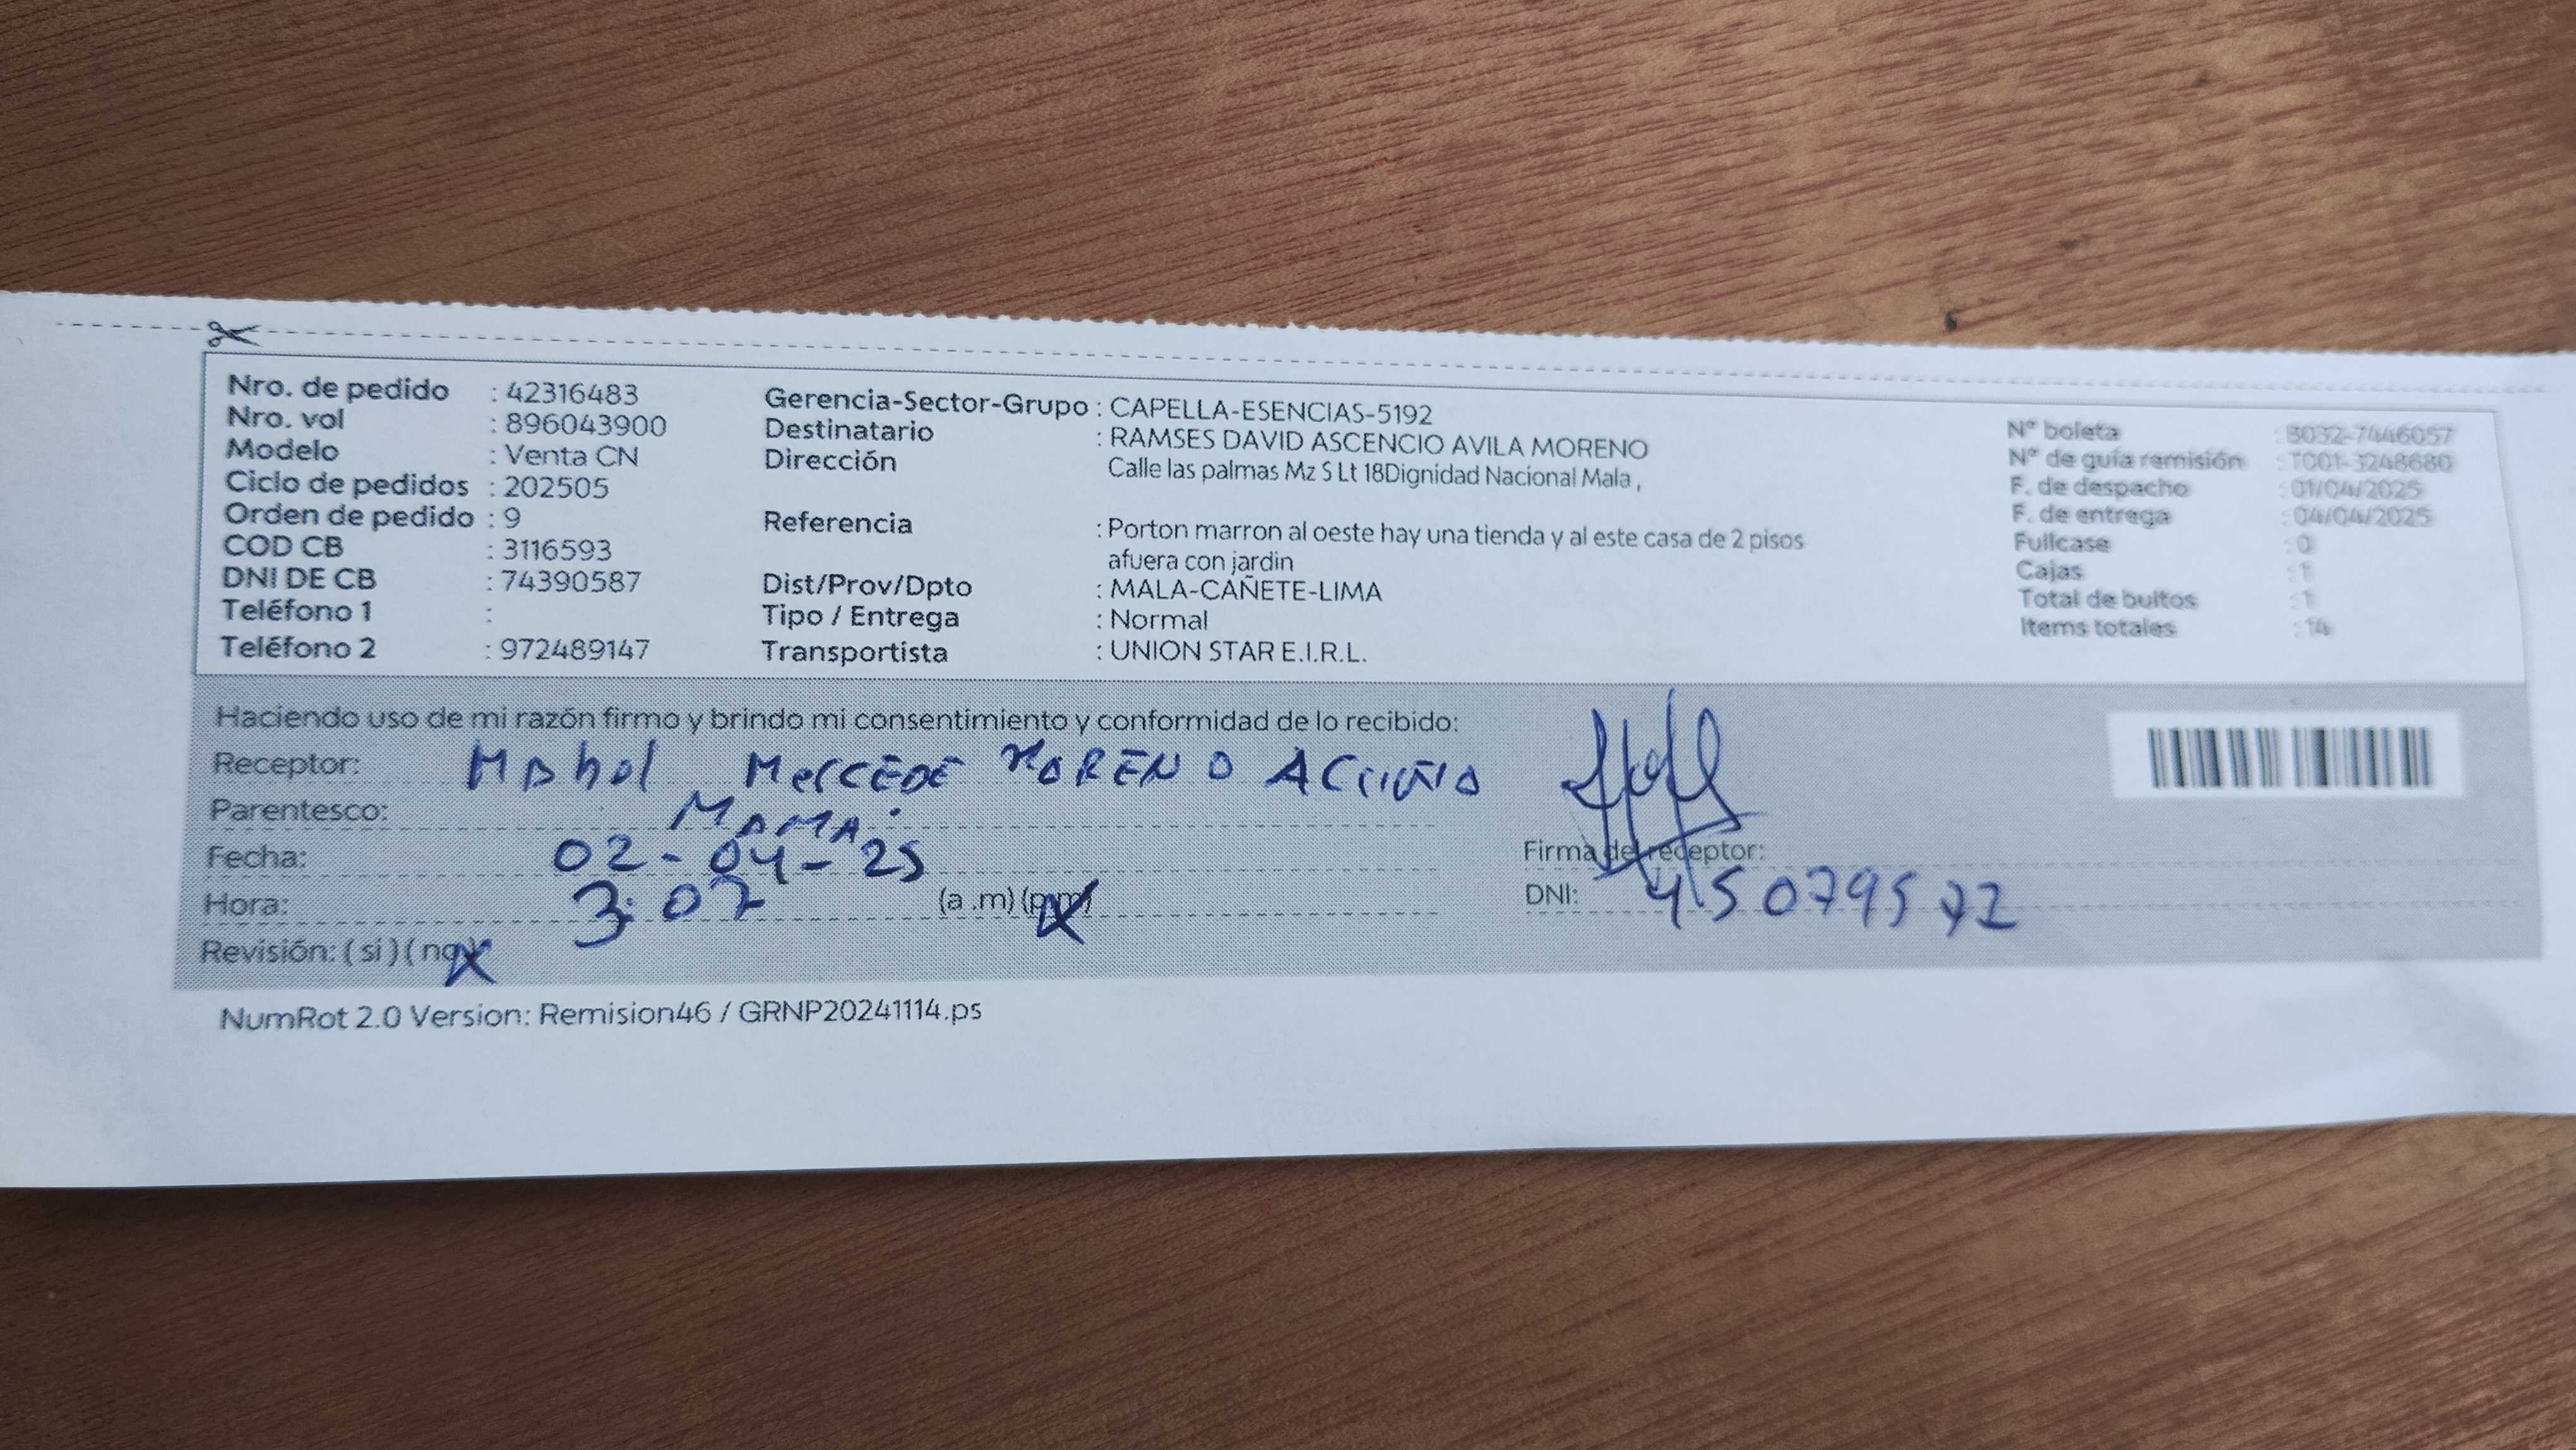 Nro. de pedido : 42316483
Nro. vol : 896043900
Modelo : Venta CN
Ciclo de pedidos : 202505
Orden de pedido : 9
COD CB : 3116593
DNI DE CB : 74390587
Teléfono 1 :
Teléfono 2 : 972489147
Gerencia-Sector-Grupo : CAPELLA-ESENCIAS-5192
Destinatario : RAMSES DAVID ASCENCIO AVILA MORENO
Dirección Calle las palmas Mz S Lt 18Dignidad Nacional Mala ,
Referencia : Porton marron al oeste hay una tienda y al este casa de 2 pisos
afuera con jardin
Dist/Prov/Dpto : MALA-CAÑETE-LIMA
Tipo / Entrega : Normal
Transportista : UNION STAR E.I.R.L.
N° boleta : B032-7446057
N° de guía remisión : T001-3248680
F. de despacho : 01/04/2025
F. de entrega : 04/04/2025
Fullcase : 0
Cajas : 1
Total de bultos : 1
Items totales : 14
Haciendo uso de mi razón firmo y brindo mi consentimiento y conformidad de lo recibido:
Receptor: MERCEDE MORENO
Parentesco: MAMA
Fecha: 02-04-25
Hora: 3:07 (a .m) (p.m)
Revisión: ( si ) ( no )
Firma del receptor:
DNI: 45079572
NumRot 2.0 Version: Remision46 / GRNP20241114.ps